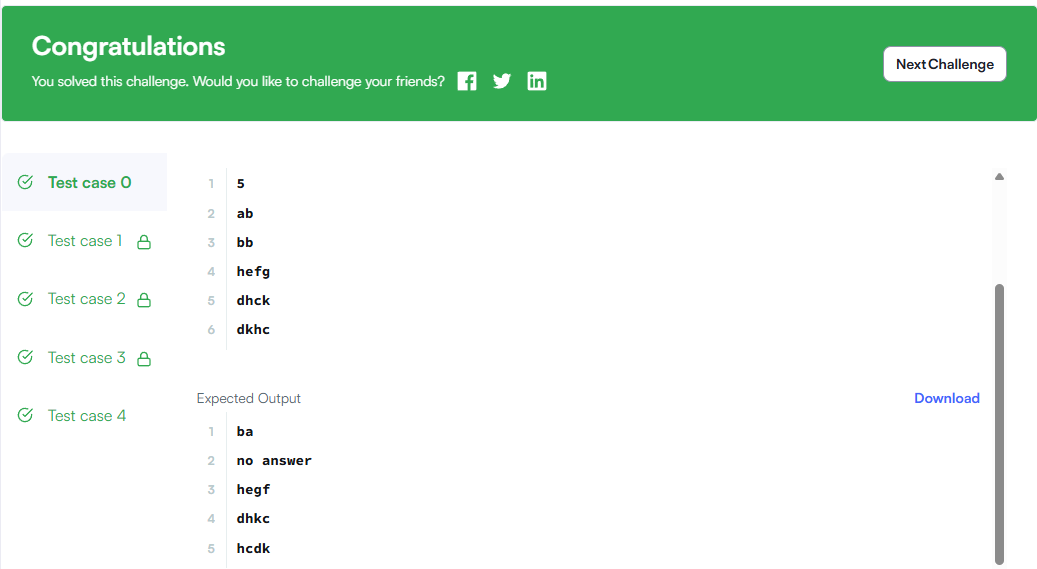 Congratulations
You solved this challenge. Would you like to challenge your friends?
Next Challenge
Test case 0
Test case 1
Test case 2
Test case 3
Test case 4
1 5
2 ab
3 bb
4 hefg
5 dhck
6 dkhc
Expected Output
Download
1 ba
2 no answer
3 hegf
4 dhkc
5 hcdk